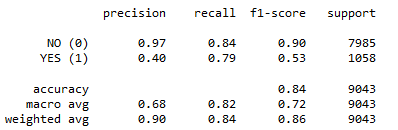 precision recall f1-score support
NO (0) 0.97 0.84 0.90 7985
YES (1) 0.40 0.79 0.53 1058
accuracy 0.84 9043
macro avg 0.68 0.82 0.72 9043
weighted avg 0.90 0.84 0.86 9043